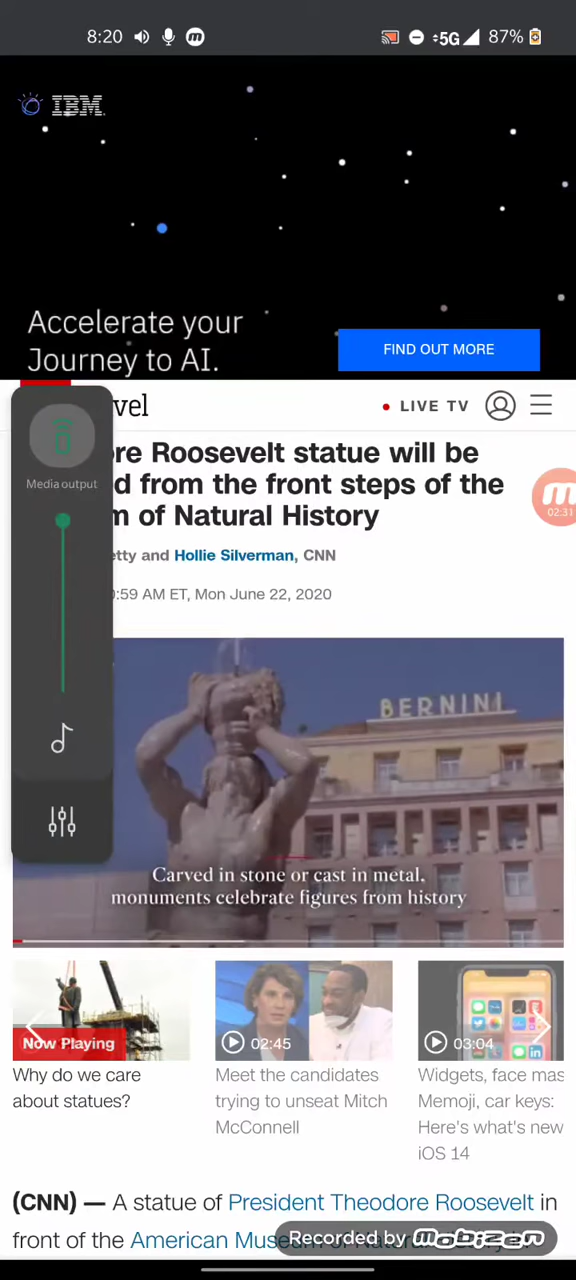 8:20 5G 87%
IBM
Accelerate your
Journey to AI.
FIND OUT MORE
vel LIVE TV
re Roosevelt statue will be
d from the front steps of the
m of Natural History
Media output
02:31
etty and Hollie Silverman, CNN
:59 AM ET, Mon June 22, 2020
BERNINI
Carved in stone or cast in metal,
monuments celebrate figures from history
Now Playing 02:45 03:04
Why do we care
about statues?
Meet the candidates
trying to unseat Mitch
McConnell
Widgets, face mas
Memoji, car keys:
Here's what's new
iOS 14
(CNN) — A statue of President Theodore Roosevelt in
front of the American Museum
Recorded by mobizen